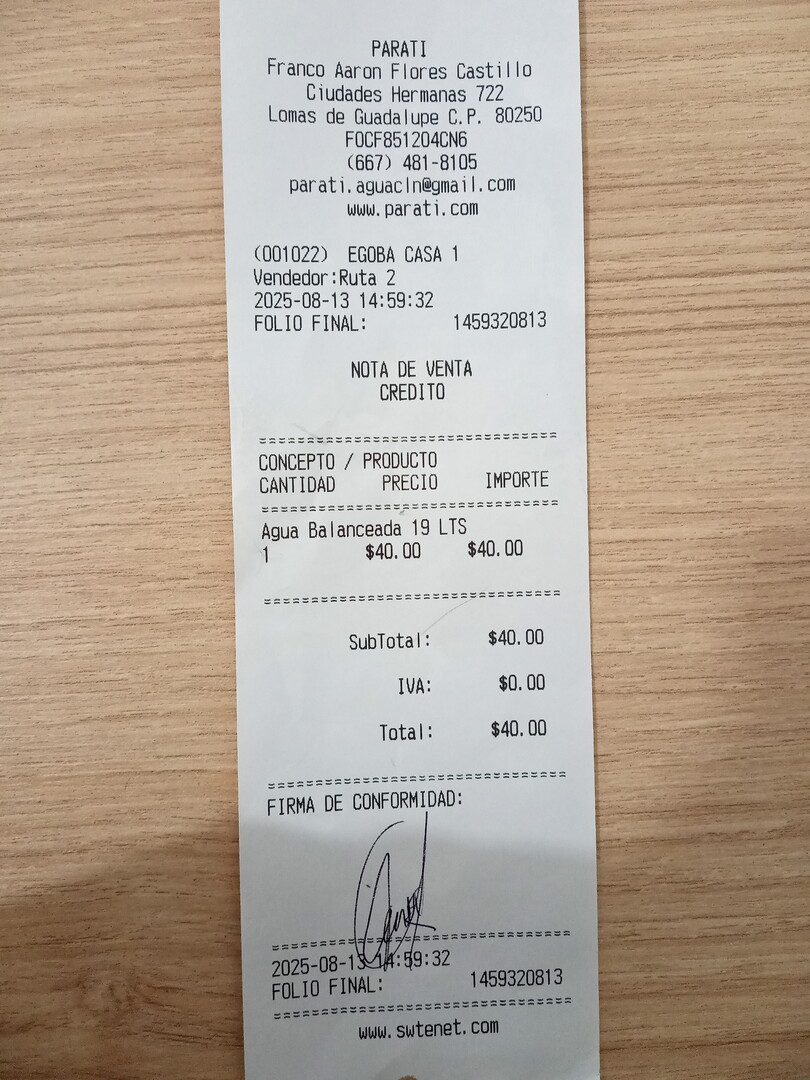 PARATI
Franco Aaron Flores Castillo
Ciudades Hermanas 722
Lomas de Guadalupe C.P. 80250
FOCF851204CN6
(667) 481-8105
parati.aguacln@gmail.com
www.parati.com
(001022) EGOBA CASA 1
Vendedor:Ruta 2
2025-08-13 14:59:32
FOLIO FINAL: 1459320813
NOTA DE VENTA
CREDITO
CONCEPTO / PRODUCTO
CANTIDAD PRECIO IMPORTE
Agua Balanceada 19 LTS
1 $40.00 $40.00
SubTotal: $40.00
IVA: $0.00
Total: $40.00
FIRMA DE CONFORMIDAD:
2025-08-13 14:59:32
FOLIO FINAL: 1459320813
www.swtenet.com